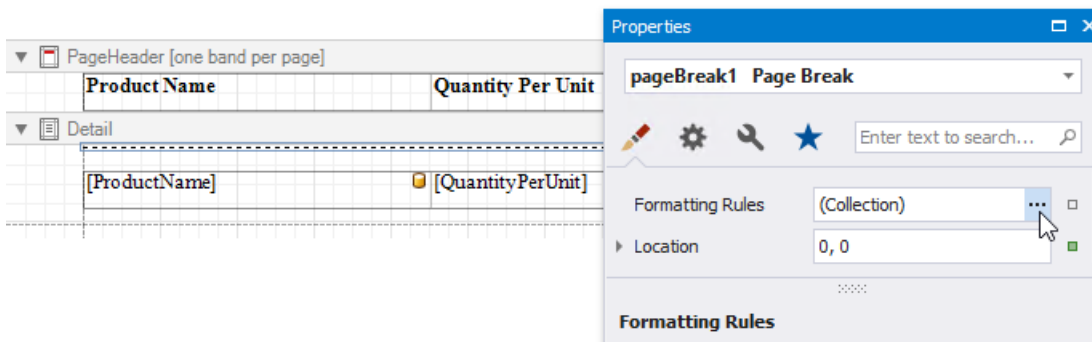 Properties
PageHeader [one band per page]
pageBreak1 Page Break
Product Name Quantity Per Unit
Detail
Enter text to search...
[ProductName] [QuantityPerUnit]
Formatting Rules (Collection)
Location 0, 0
Formatting Rules